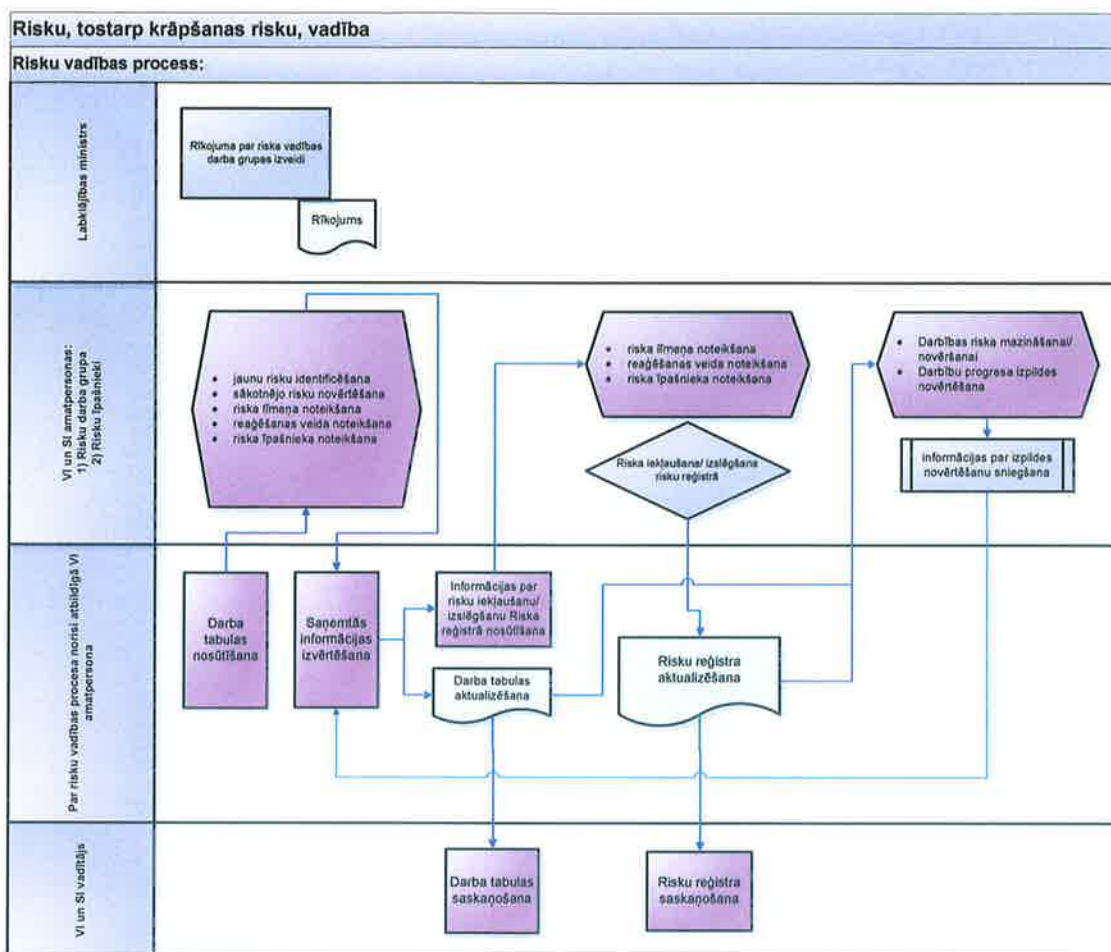 Risku, tostarp krāpšanas risku, vadība
Risku vadības process:
Labklājības ministrs
Rīkojuma par riska vadības
darba grupas izveidi
Rīkojums
VI un SI amatpersonas:
1) Risku darba grupa
2) Risku īpašnieki
• jaunu risku identificēšana
• sākotnējo risku novērtēšana
• riska līmeņa noteikšana
• reaģēšanas veida noteikšana
• riska īpašnieka noteikšana
• riska līmeņa noteikšana
• reaģēšanas veida noteikšana
• riska īpašnieka noteikšana
Riska iekļaušana/ izslēgšana
risku reģistrā
• Darbības riska mazināšanai/
novēršanai
• Darbību progresa izpildes
novērtēšana
informācijas par izpildes
novērtēšanu sniegšana
Par risku vadības procesa norisi atbildīgā VI
amatpersona
Darba
tabulas
nosūtīšana
Saņemtās
informācijas
izvērtēšana
Informācijas par
risku iekļaušanu/
izslēgšanu Riska
reģistrā nosūtīšana
Darba tabulas
aktualizēšana
Risku reģistra
aktualizēšana
VI un SI vadītājs
Darba tabulas
saskaņošana
Risku reģistra
saskaņošana